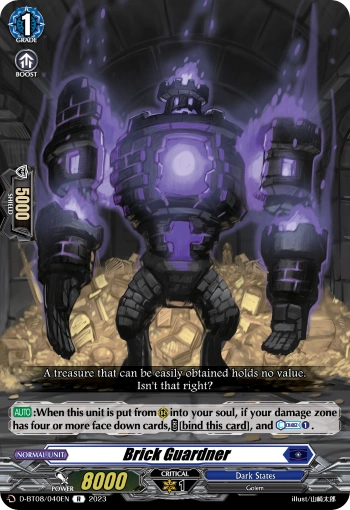 1
GRADE
BOOST
5000
SHIELD
A treasure that can be easily obtained holds no value.
Isn't that right?
AUTO:When this unit is put from into your soul, if your damage zone
has four or more face down cards, [bind this card], and 1.
NORMAL UNIT
Brick Guardner
POWER 8000
CRITICAL
1
Dark States
Golem
D-BT08/040EN R 2023
illust/山崎太郎